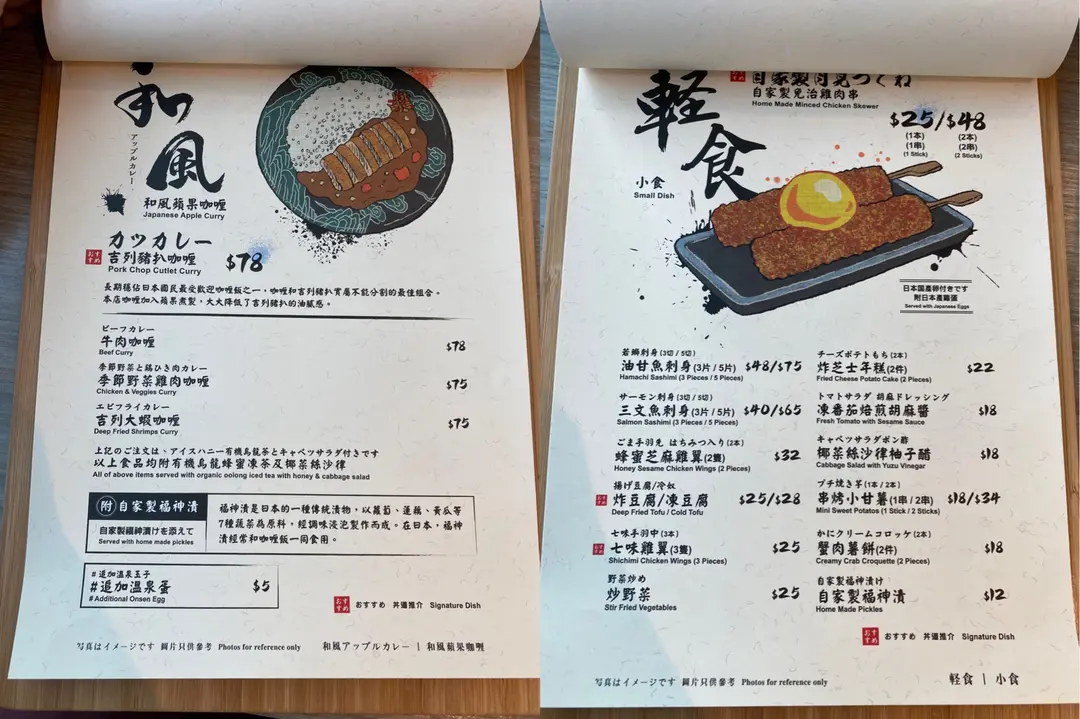 和風
アップルカレー
和風蘋果咖喱
Japanese Apple Curry
カツカレー
おすすめ
吉列豬扒咖喱
Pork Chop Cutlet Curry
$78
長期穩佔日本國民最受歡迎咖喱飯之一，咖喱和吉列豬扒實屬不能分割的最佳組合。
本店咖喱加入蘋果煮製，大大降低了吉列豬扒的油膩感。
ビーフカレー
牛肉咖喱
Beef Curry
$78
季節野菜と鶏ひき肉カレー
季節野菜雞肉咖喱
Chicken & Veggies Curry
$75
エビフライカレー
吉列大蝦咖喱
Deep Fried Shrimps Curry
$75
上記のご注文は、アイスハニー有機烏龍茶とキャベツサラダ付きです
以上食品均附有機烏龍蜂蜜凍茶及椰菜絲沙律
All of above items served with organic oolong iced tea with honey & cabbage salad
附 自家製福神漬
自家製福神漬けを添えて
Served with home made pickles
福神漬是日本的一種傳統漬物，以蘿蔔、蓮藕、黃瓜等
7種蔬菜為原料，經調味浸泡製作而成。在日本，福神
漬經常和咖喱飯一同食用。
#追加温泉玉子
#追加溫泉蛋
# Additional Onsen Egg
$5
おすすめ おすすめ 丼遁推介 Signature Dish
写真はイメージです 圖片只供參考 Photos for reference only
和風アップルカレー | 和風蘋果咖喱
軽食
小食
Small Dish
自家製月見つくね
自家製免治雞肉串
Home Made Minced Chicken Skewer
$25/$48
(1本) (2本)
(1串) (2串)
(1 Stick) (2 Sticks)
日本国產卵付きです
附日本產雞蛋
Served with Japanese Eggs
若鰤刺身(3切 / 5切)
油甘魚刺身(3片 / 5片) $48/$75
Hamachi Sashimi (3 Pieces / 5 Pieces)
サーモン刺身(3切 / 5切)
三文魚刺身(3片 / 5片) $40/$65
Salmon Sashimi (3 Pieces / 5 Pieces)
ごま手羽先 はちみつ入り(2本)
蜂蜜芝麻雞翼(2隻) $32
Honey Sesame Chicken Wings (2 Pieces)
揚げ豆腐/冷奴
おすすめ 炸豆腐/凍豆腐 $25/$28
Deep Fried Tofu / Cold Tofu
七味手羽中(3本)
おすすめ 七味雞翼(3隻) $25
Shichimi Chicken Wings (3 Pieces)
野菜炒め
炒野菜 $25
Stir Fried Vegetables
チーズポテトもち(2本)
炸芝士年糕(2件) $22
Fried Cheese Potato Cake (2 Pieces)
トマトサラダ 胡麻ドレッシング
凍番茄焙煎胡麻醬 $18
Fresh Tomato with Sesame Sauce
キャベツサラダポン酢
椰菜絲沙律柚子醋 $18
Cabbage Salad with Yuzu Vinegar
プチ焼き芋(1本 / 2本)
串烤小甘薯(1串 / 2串) $18/$34
Mini Sweet Potatos (1 Stick / 2 Sticks)
かにクリームコロッケ(2本)
蟹肉薯餅(2件) $18
Creamy Crab Croquette (2 Pieces)
自家製福神漬け
自家製福神漬 $12
Home Made Pickles
おすすめ おすすめ 丼遁推介 Signature Dish
写真はイメージです 圖片只供參考 Photos for reference only
軽食 | 小食